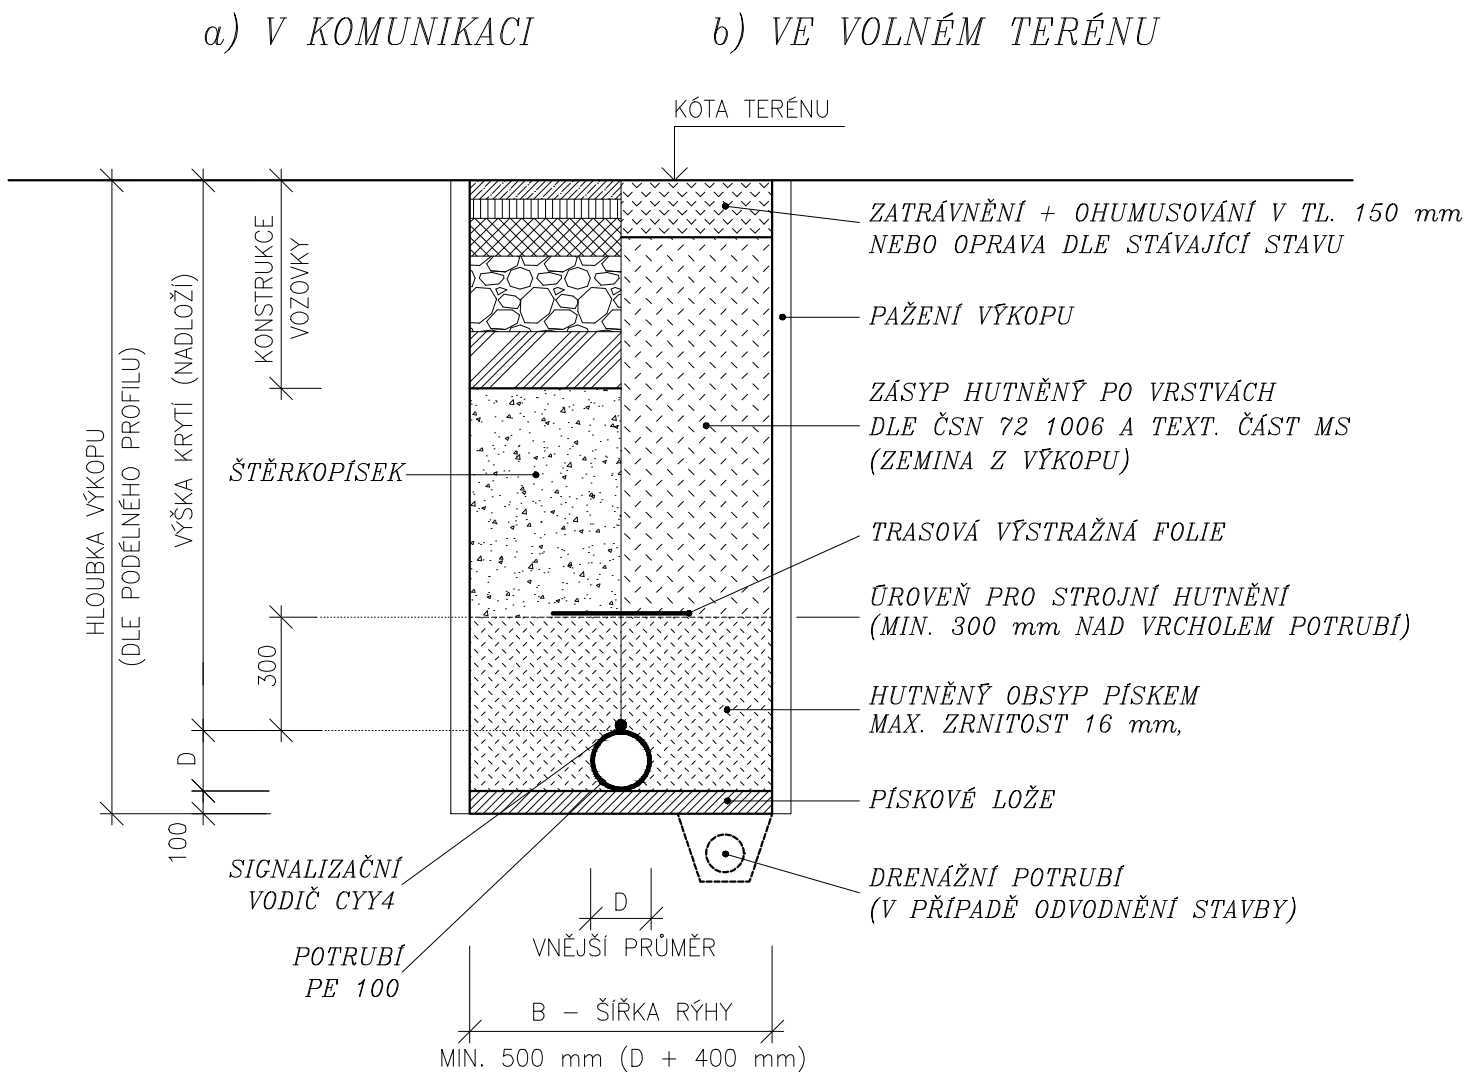 a) V KOMUNIKACI
b) VE VOLNÉM TERÉNU
KÓTA TERÉNU
ZATRÁVNĚNÍ + OHUMUSOVÁNÍ V TL. 150 mm
NEBO OPRAVA DLE STÁVAJÍCÍ STAVU
PAŽENÍ VÝKOPU
ZÁSYP HUTNĚNÝ PO VRSTVÁCH
DLE ČSN 72 1006 A TEXT. ČÁST MS
(ZEMINA Z VÝKOPU)
TRASOVÁ VÝSTRAŽNÁ FOLIE
ÚROVEŇ PRO STROJNÍ HUTNĚNÍ
(MIN. 300 mm NAD VRCHOLEM POTRUBÍ)
HUTNĚNÝ OBSYP PÍSKEM
MAX. ZRNITOST 16 mm,
PÍSKOVÉ LOŽE
DRENÁŽNÍ POTRUBÍ
(V PŘÍPADĚ ODVODNĚNÍ STAVBY)
HLOUBKA VÝKOPU
(DLE PODÉLNÉHO PROFILU)
VÝŠKA KRYTÍ (NADLOŽÍ)
KONSTRUKCE
VOZOVKY
ŠTĚRKOPÍSEK
300
D
100
SIGNALIZAČNÍ
VODIČ CYY4
POTRUBÍ
PE 100
D
VNĚJŠÍ PRŮMĚR
B – ŠÍŘKA RÝHY
MIN. 500 mm (D + 400 mm)